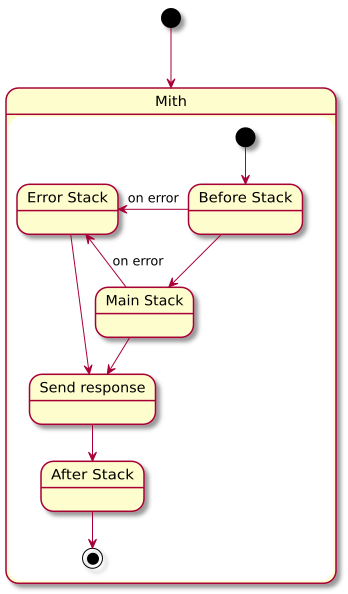 Mith
Error Stack
on error
Before Stack
on error
Main Stack
Send response
After Stack